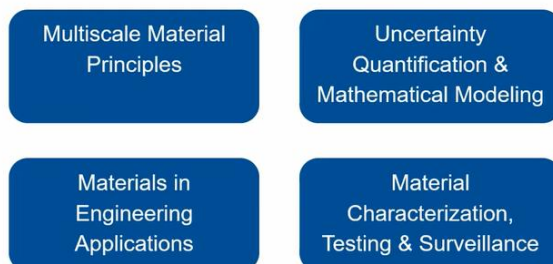 Multiscale Material
Principles
Uncertainty
Quantification &
Mathematical Modeling
Materials in
Engineering
Applications
Material
Characterization,
Testing & Surveillance